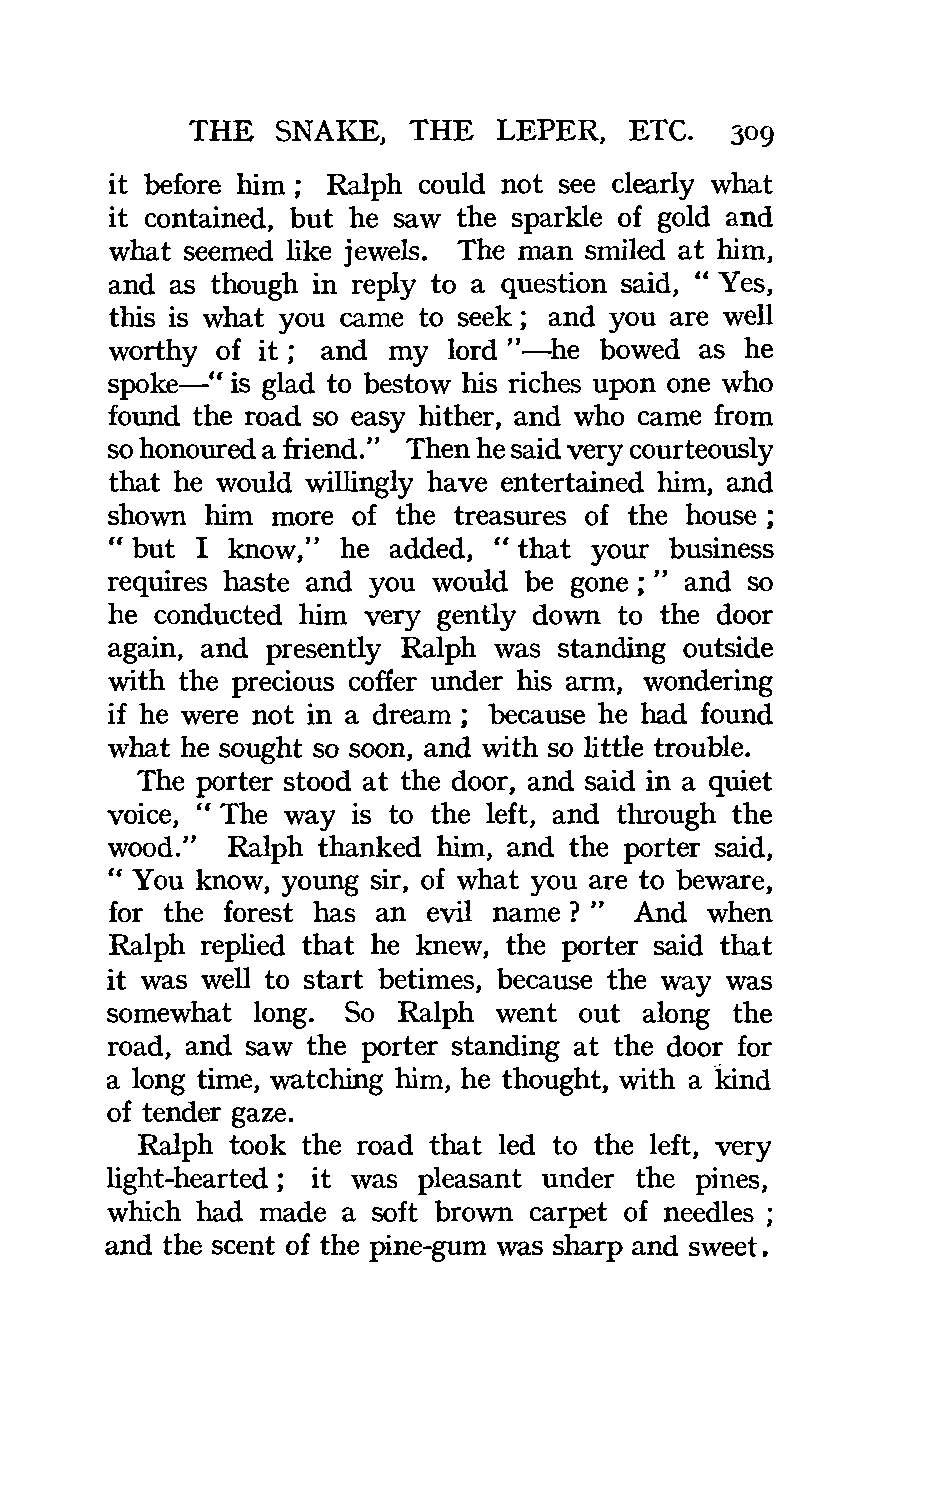 THE SNAKE, THE LEPER, ETC. 309
it before him ; Ralph could not see clearly what
it contained, but he saw the sparkle of gold and
what seemed like jewels. The man smiled at him,
and as though in reply to a question said, “ Yes,
this is what you came to seek ; and you are well
worthy of it ; and my lord ”—he bowed as he
spoke—“ is glad to bestow his riches upon one who
found the road so easy hither, and who came from
so honoured a friend.” Then he said very courteously
that he would willingly have entertained him, and
shown him more of the treasures of the house ;
“ but I know,” he added, “ that your business
requires haste and you would be gone ; ” and so
he conducted him very gently down to the door
again, and presently Ralph was standing outside
with the precious coffer under his arm, wondering
if he were not in a dream ; because he had found
what he sought so soon, and with so little trouble.
The porter stood at the door, and said in a quiet
voice, “ The way is to the left, and through the
wood.” Ralph thanked him, and the porter said,
“ You know, young sir, of what you are to beware,
for the forest has an evil name ? ” And when
Ralph replied that he knew, the porter said that
it was well to start betimes, because the way was
somewhat long. So Ralph went out along the
road, and saw the porter standing at the door for
a long time, watching him, he thought, with a kind
of tender gaze.
Ralph took the road that led to the left, very
light-hearted ; it was pleasant under the pines,
which had made a soft brown carpet of needles ;
and the scent of the pine-gum was sharp and sweet.